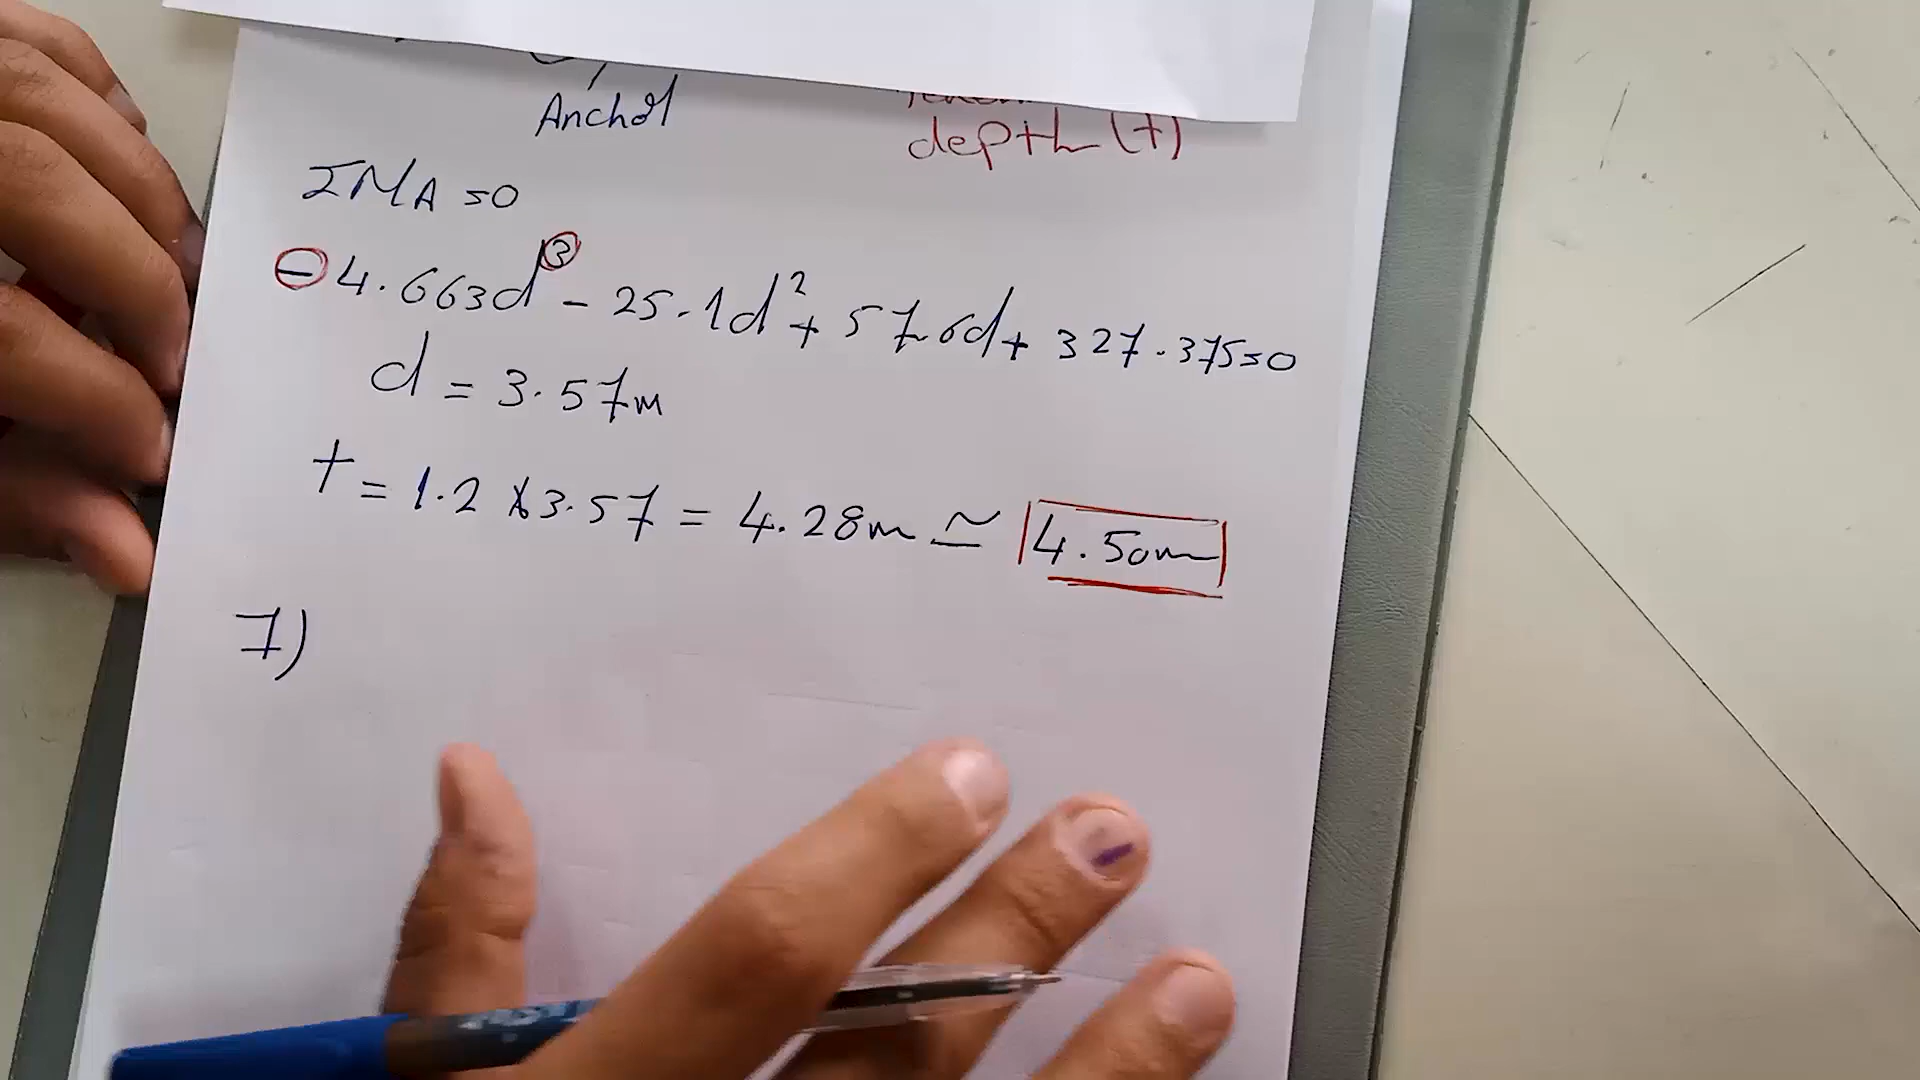 Anchor
depth (t)
ΣMA=0
-4.663d³ - 25.1d² + 57.6d + 327.375=0
d = 3.57m
t = 1.2 x 3.57 = 4.28m ≃ 4.50m
7)